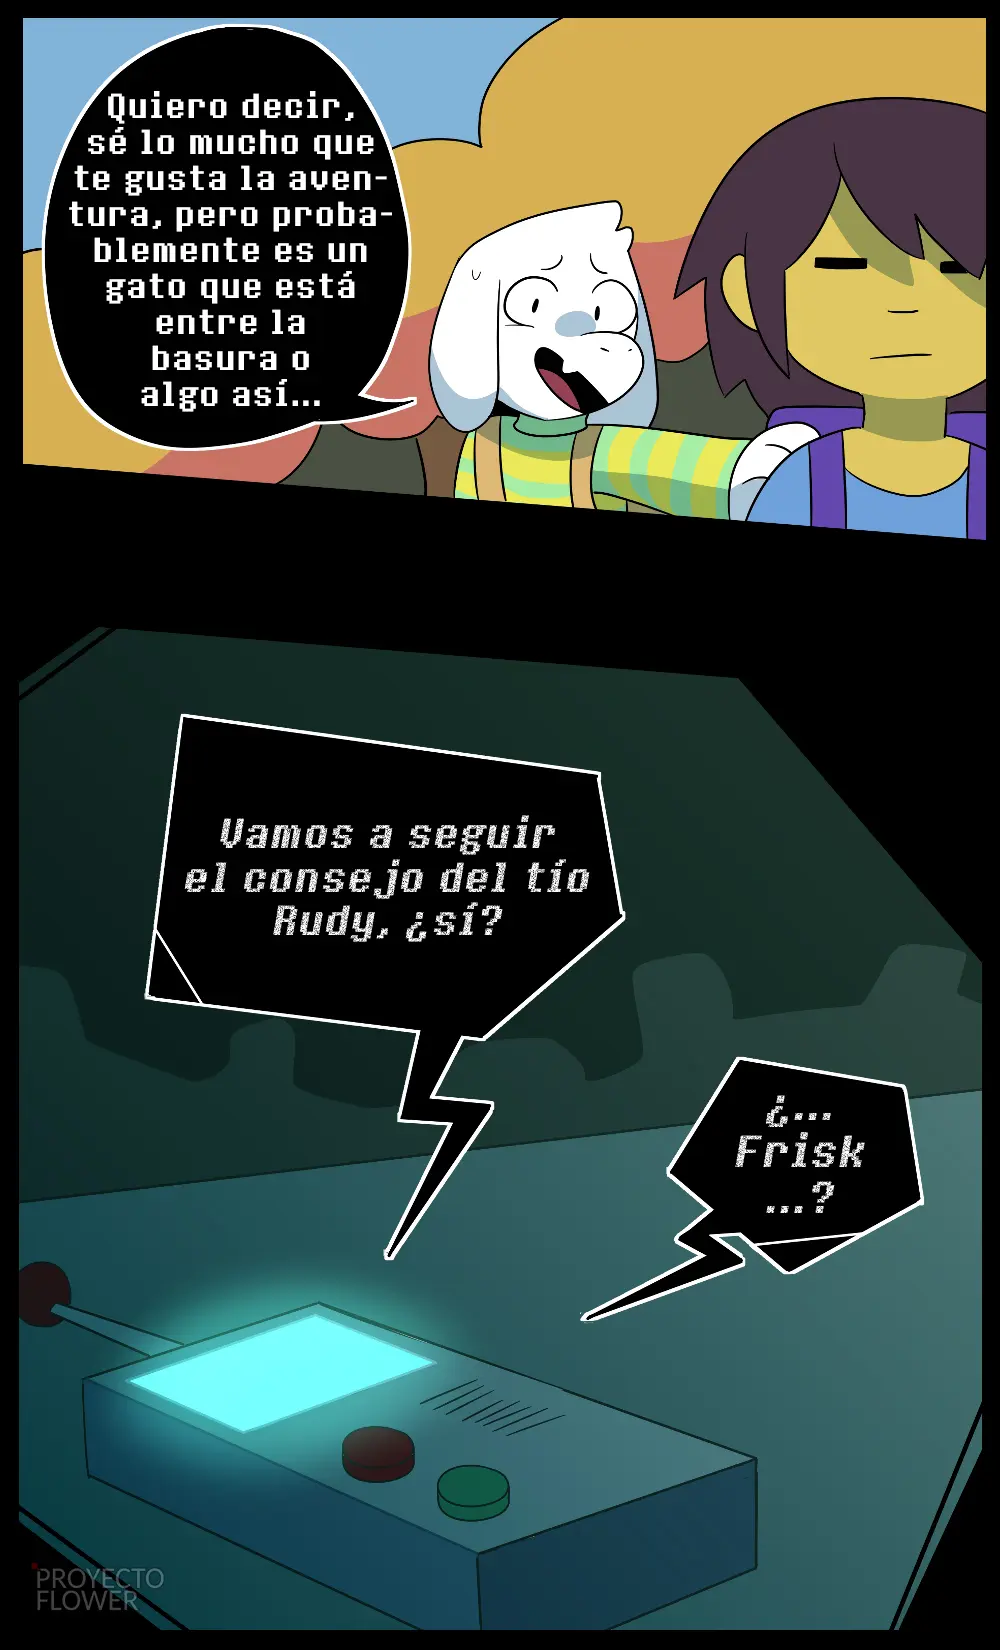 Quiero decir,
sé lo mucho que
te gusta la aven-
tura, pero proba-
blemente es un
gato que está
entre la
basura o
algo así...
Vamos a seguir
el consejo del tío
Rudy, ¿sí?
¿...
Frisk
...?
PROYECTO
FLOWER